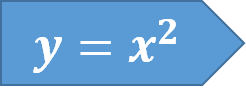 y = x²